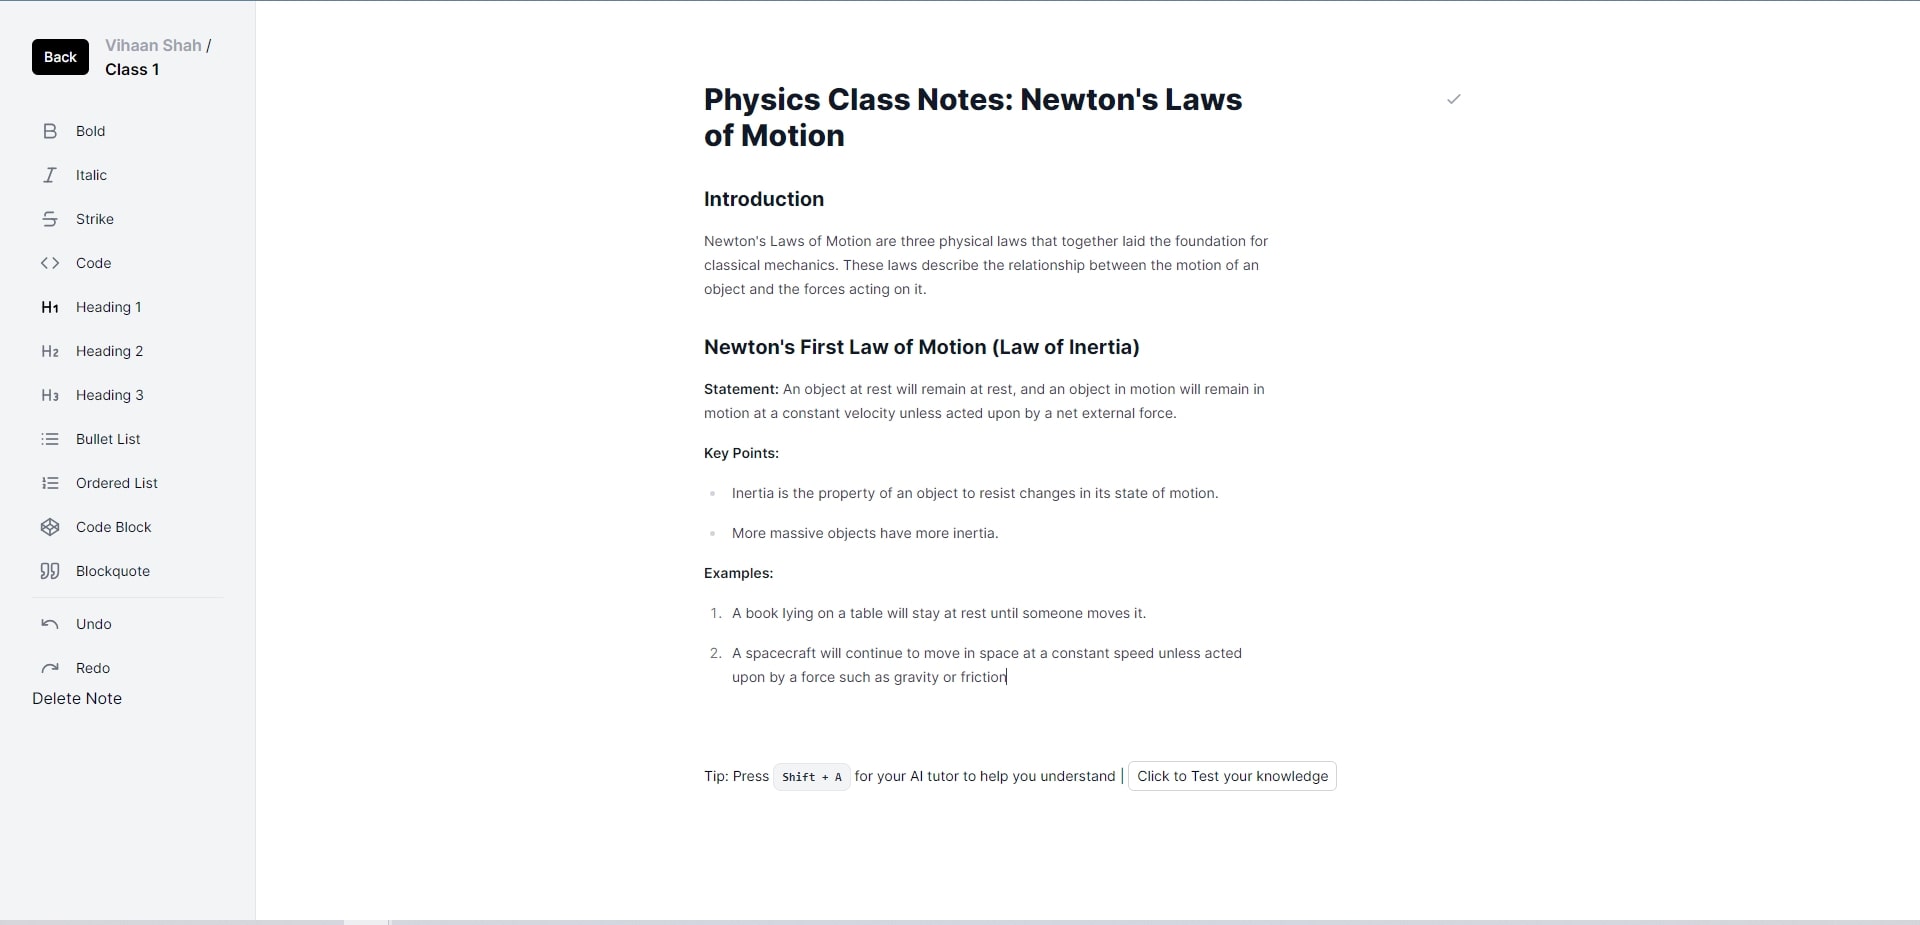 Back
Vihaan Shah /
Class 1
Bold
Italic
Strike
Code
H1 Heading 1
H2 Heading 2
H3 Heading 3
Bullet List
Ordered List
Code Block
Blockquote
Undo
Redo
Delete Note
Physics Class Notes: Newton's Laws
of Motion
Introduction
Newton's Laws of Motion are three physical laws that together laid the foundation for
classical mechanics. These laws describe the relationship between the motion of an
object and the forces acting on it.
Newton's First Law of Motion (Law of Inertia)
Statement: An object at rest will remain at rest, and an object in motion will remain in
motion at a constant velocity unless acted upon by a net external force.
Key Points:
Inertia is the property of an object to resist changes in its state of motion.
More massive objects have more inertia.
Examples:
1. A book lying on a table will stay at rest until someone moves it.
2. A spacecraft will continue to move in space at a constant speed unless acted
upon by a force such as gravity or friction
Tip: Press Shift + A for your AI tutor to help you understand | Click to Test your knowledge